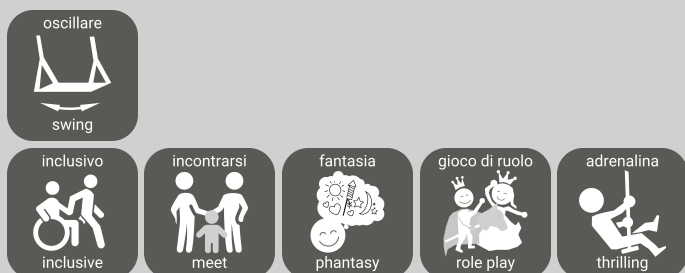 oscillare
swing
inclusivo
incontrarsi
fantasia
gioco di ruolo
adrenalina
inclusive
meet
phantasy
role play
thrilling